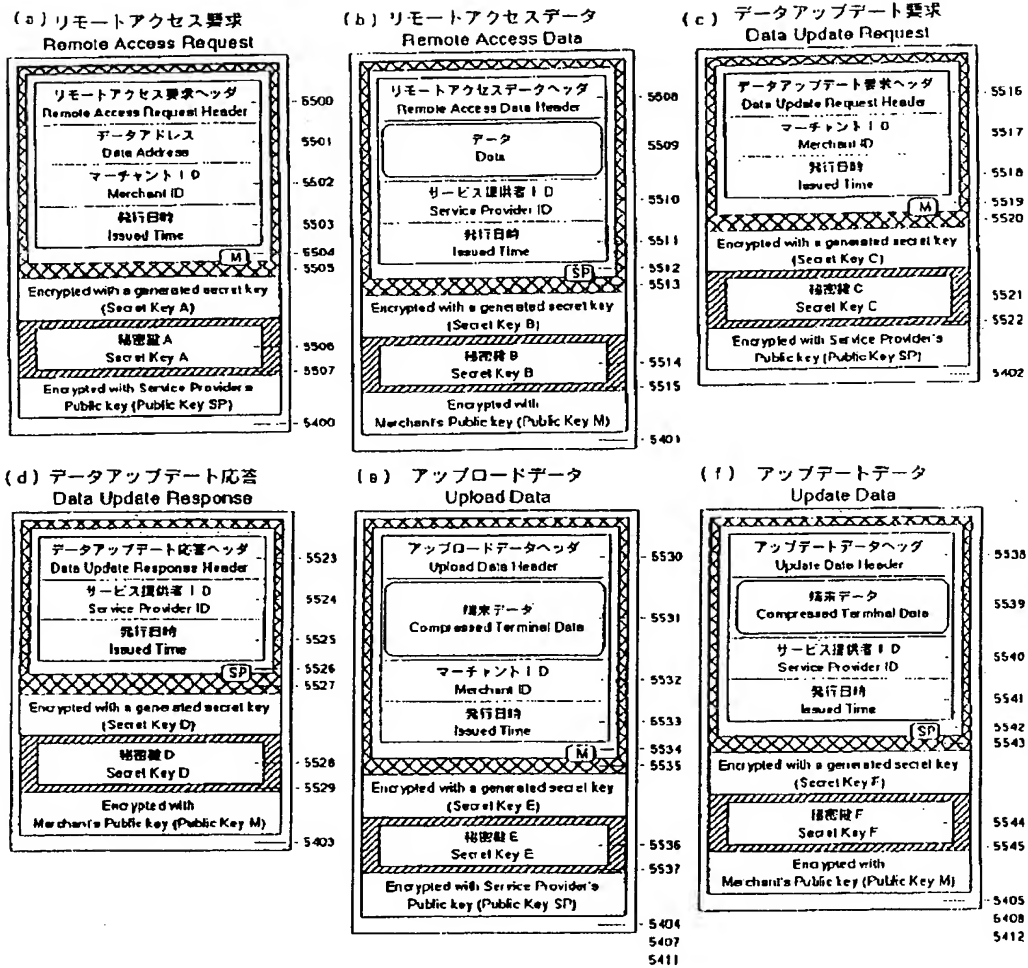 (a) リモートアクセス要求
Remote Access Request
リモートアクセス要求ヘッダ
Remote Access Request Header
データアドレス
Data Address
マーチャントID
Merchant ID
発行日時
Issued Time
M
Encrypted with a generated secret key
(Secret Key A)
秘密鍵A
Secret Key A
Encrypted with Service Provider's
Public key (Public Key SP)
5500
5501
5502
5503
5504
5505
5506
5507
5400
(b) リモートアクセスデータ
Remote Access Data
リモートアクセスデータヘッダ
Remote Access Data Header
データ
Data
サービス提供者ID
Service Provider ID
発行日時
Issued Time
SP
Encrypted with a generated secret key
(Secret Key B)
秘密鍵B
Secret Key B
Encrypted with
Merchant's Public key (Public Key M)
5508
5509
5510
5511
5512
5513
5514
5515
5401
(c) データアップデート要求
Data Update Request
データアップデート要求ヘッダ
Data Update Request Header
マーチャントID
Merchant ID
発行日時
Issued Time
M
Encrypted with a generated secret key
(Secret Key C)
秘密鍵C
Secret Key C
Encrypted with Service Provider's
Public key (Public Key SP)
5516
5517
5518
5519
5520
5521
5522
5402
(d) データアップデート応答
Data Update Response
データアップデート応答ヘッダ
Data Update Response Header
サービス提供者ID
Service Provider ID
発行日時
Issued Time
SP
Encrypted with a generated secret key
(Secret Key D)
秘密鍵D
Secret Key D
Encrypted with
Merchant's Public key (Public Key M)
5523
5524
5525
5526
5527
5528
5529
5403
(e) アップロードデータ
Upload Data
アップロードデータヘッダ
Upload Data Header
端末データ
Compressed Terminal Data
マーチャントID
Merchant ID
発行日時
Issued Time
M
Encrypted with a generated secret key
(Secret Key E)
秘密鍵E
Secret Key E
Encrypted with Service Provider's
Public key (Public Key SP)
5530
5531
5532
5533
5534
5535
5536
5537
5404
5407
5411
(f) アップデートデータ
Update Data
アップデートデータヘッダ
Update Data Header
端末データ
Compressed Terminal Data
サービス提供者ID
Service Provider ID
発行日時
Issued Time
SP
Encrypted with a generated secret key
(Secret Key F)
秘密鍵F
Secret Key F
Encrypted with
Merchant's Public key (Public Key M)
5538
5539
5540
5541
5542
5543
5544
5545
5405
5408
5412